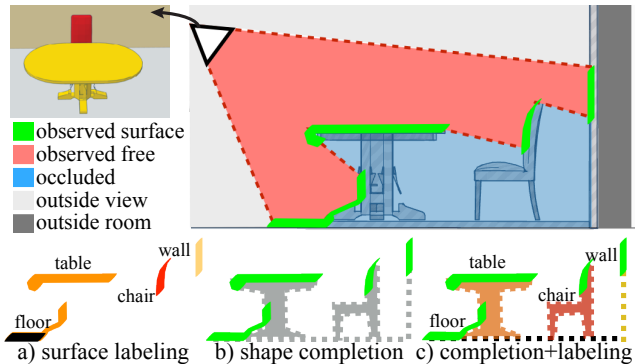 observed surface
observed free
occluded
outside view
outside room
table
chair
wall
floor
a) surface labeling
b) shape completion
table
chair
wall
floor
c) completion+labeling